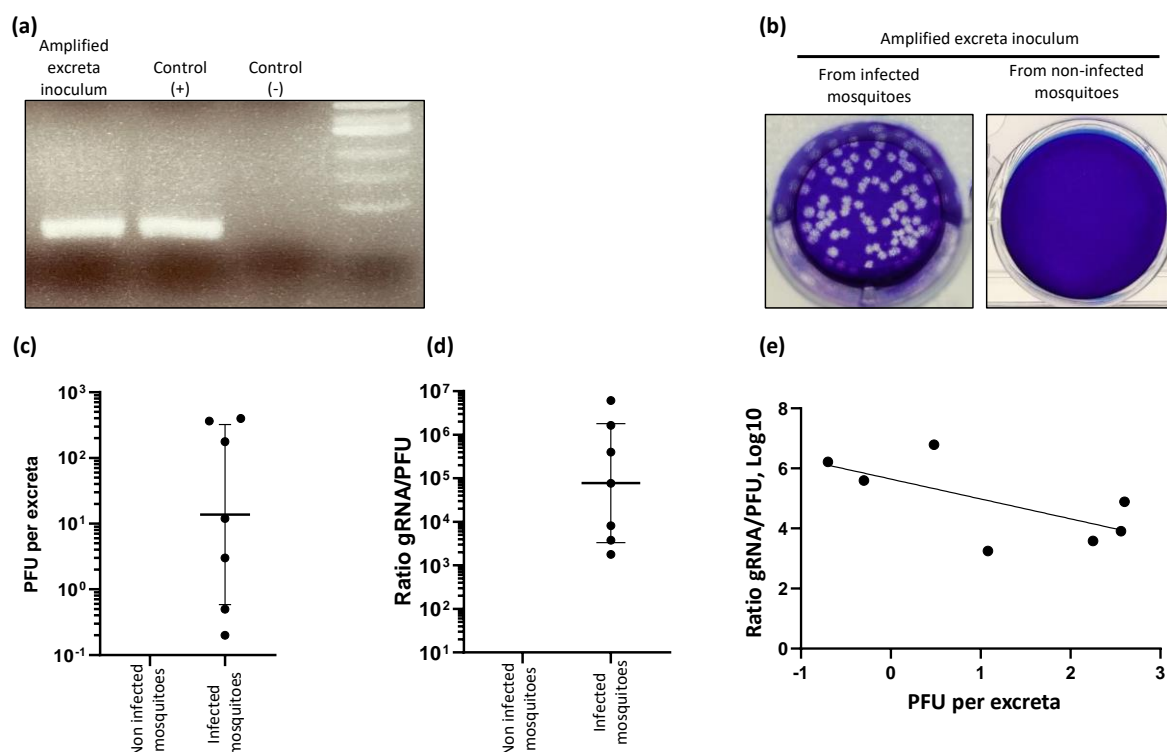 (a)
Amplified
excreta
inoculum
Control
(+)
Control
(-)
(b)
Amplified excreta inoculum
From infected
mosquitoes
From non-infected
mosquitoes
(c)
PFU per excreta
10³
10²
10¹
10⁰
10⁻¹
Non infected
mosquitoes
Infected
mosquitoes
(d)
Ratio gRNA/PFU
10⁷
10⁶
10⁵
10⁴
10³
10²
10¹
Non infected
mosquitoes
Infected
mosquitoes
(e)
Ratio gRNA/PFU, Log10
8
6
4
2
0
-1
0
1
2
3
PFU per excreta